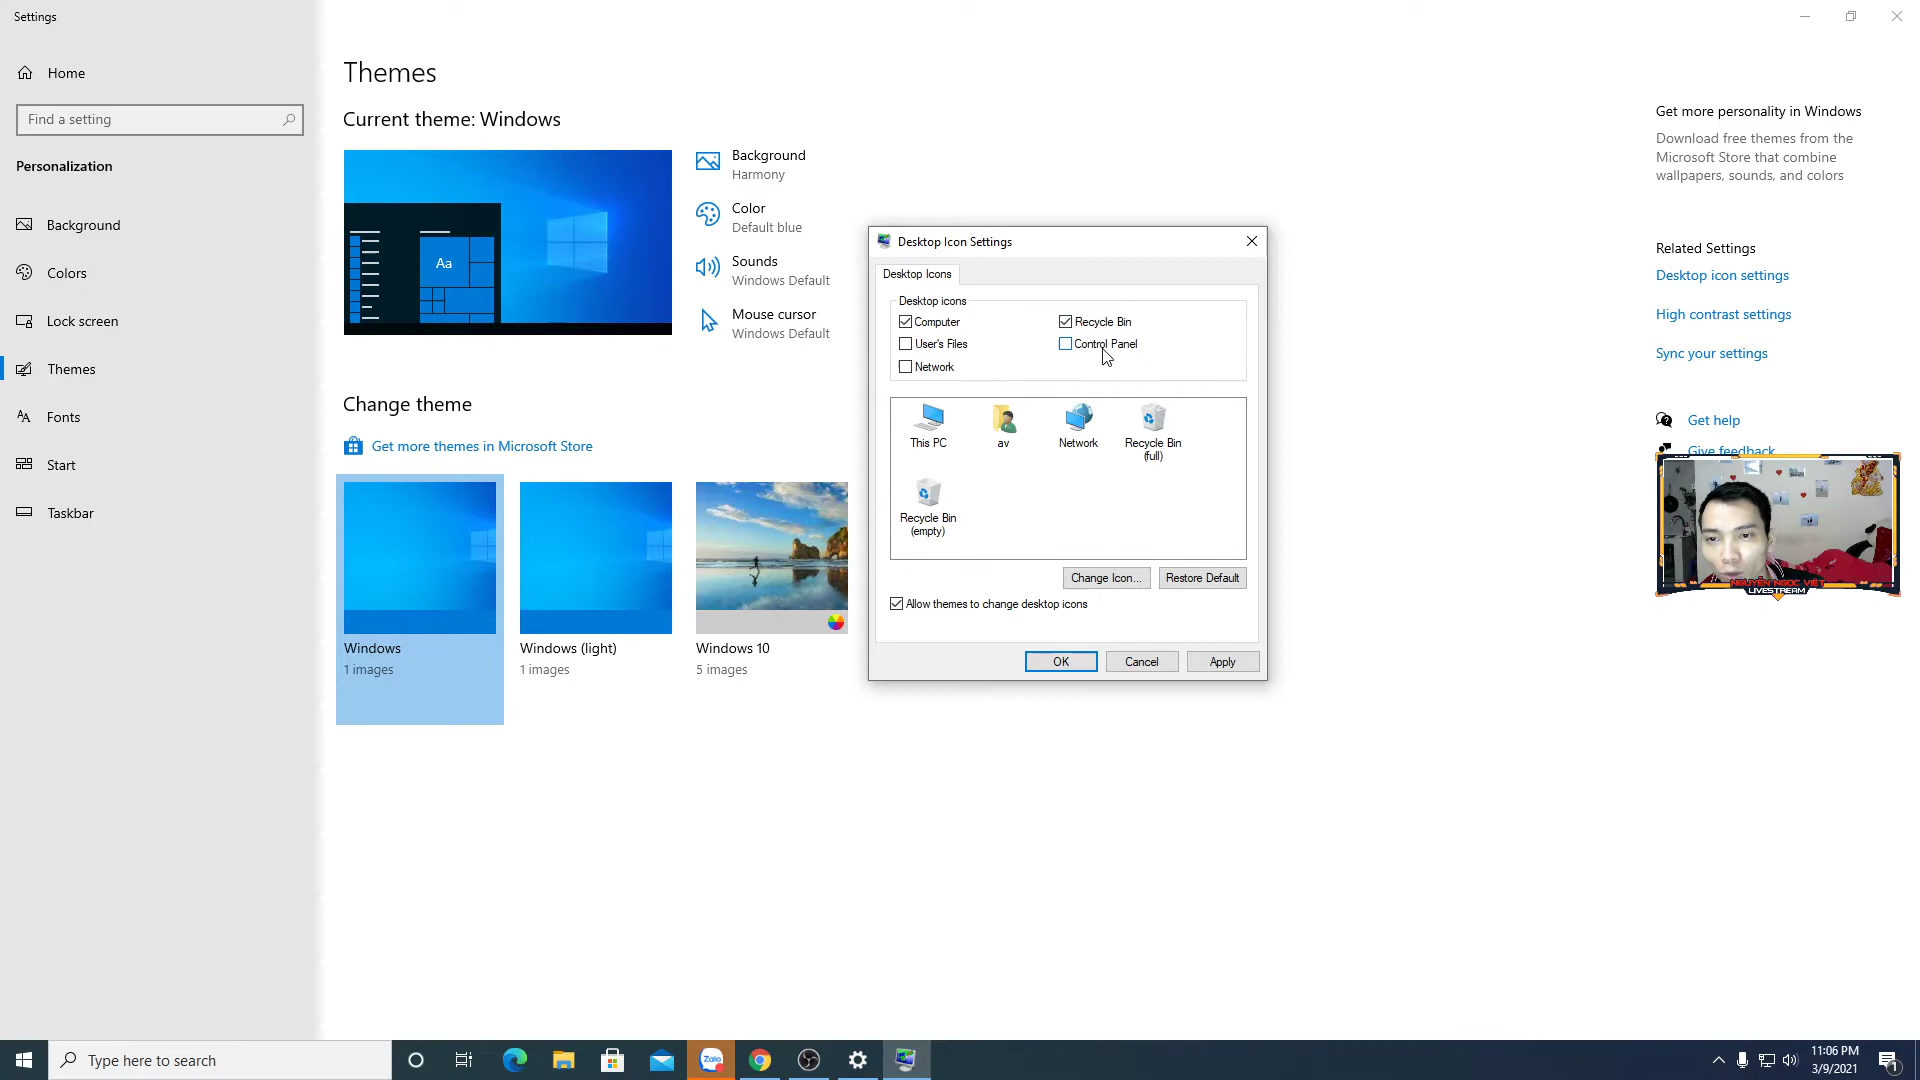 Settings
Home
Find a setting
Personalization
Background
Colors
Lock screen
Themes
Fonts
Start
Taskbar
Themes
Current theme: Windows
Aa
Background
Harmony
Color
Default blue
Sounds
Windows Default
Mouse cursor
Windows Default
Change theme
Get more themes in Microsoft Store
Windows
1 images
Windows (light)
1 images
Windows 10
5 images
Desktop Icon Settings
Desktop Icons
Desktop icons
Computer
Recycle Bin
User's Files
Control Panel
Network
This PC
av
Network
Recycle Bin
(full)
Recycle Bin
(empty)
Change Icon...
Restore Default
Allow themes to change desktop icons
OK
Cancel
Apply
Get more personality in Windows
Download free themes from the
Microsoft Store that combine
wallpapers, sounds, and colors
Related Settings
Desktop icon settings
High contrast settings
Sync your settings
Get help
Give feedback
NGUYỄN NGỌC VIỆT
LIVESTREAM
Type here to search
Zalo
11:06 PM
3/9/2021
1